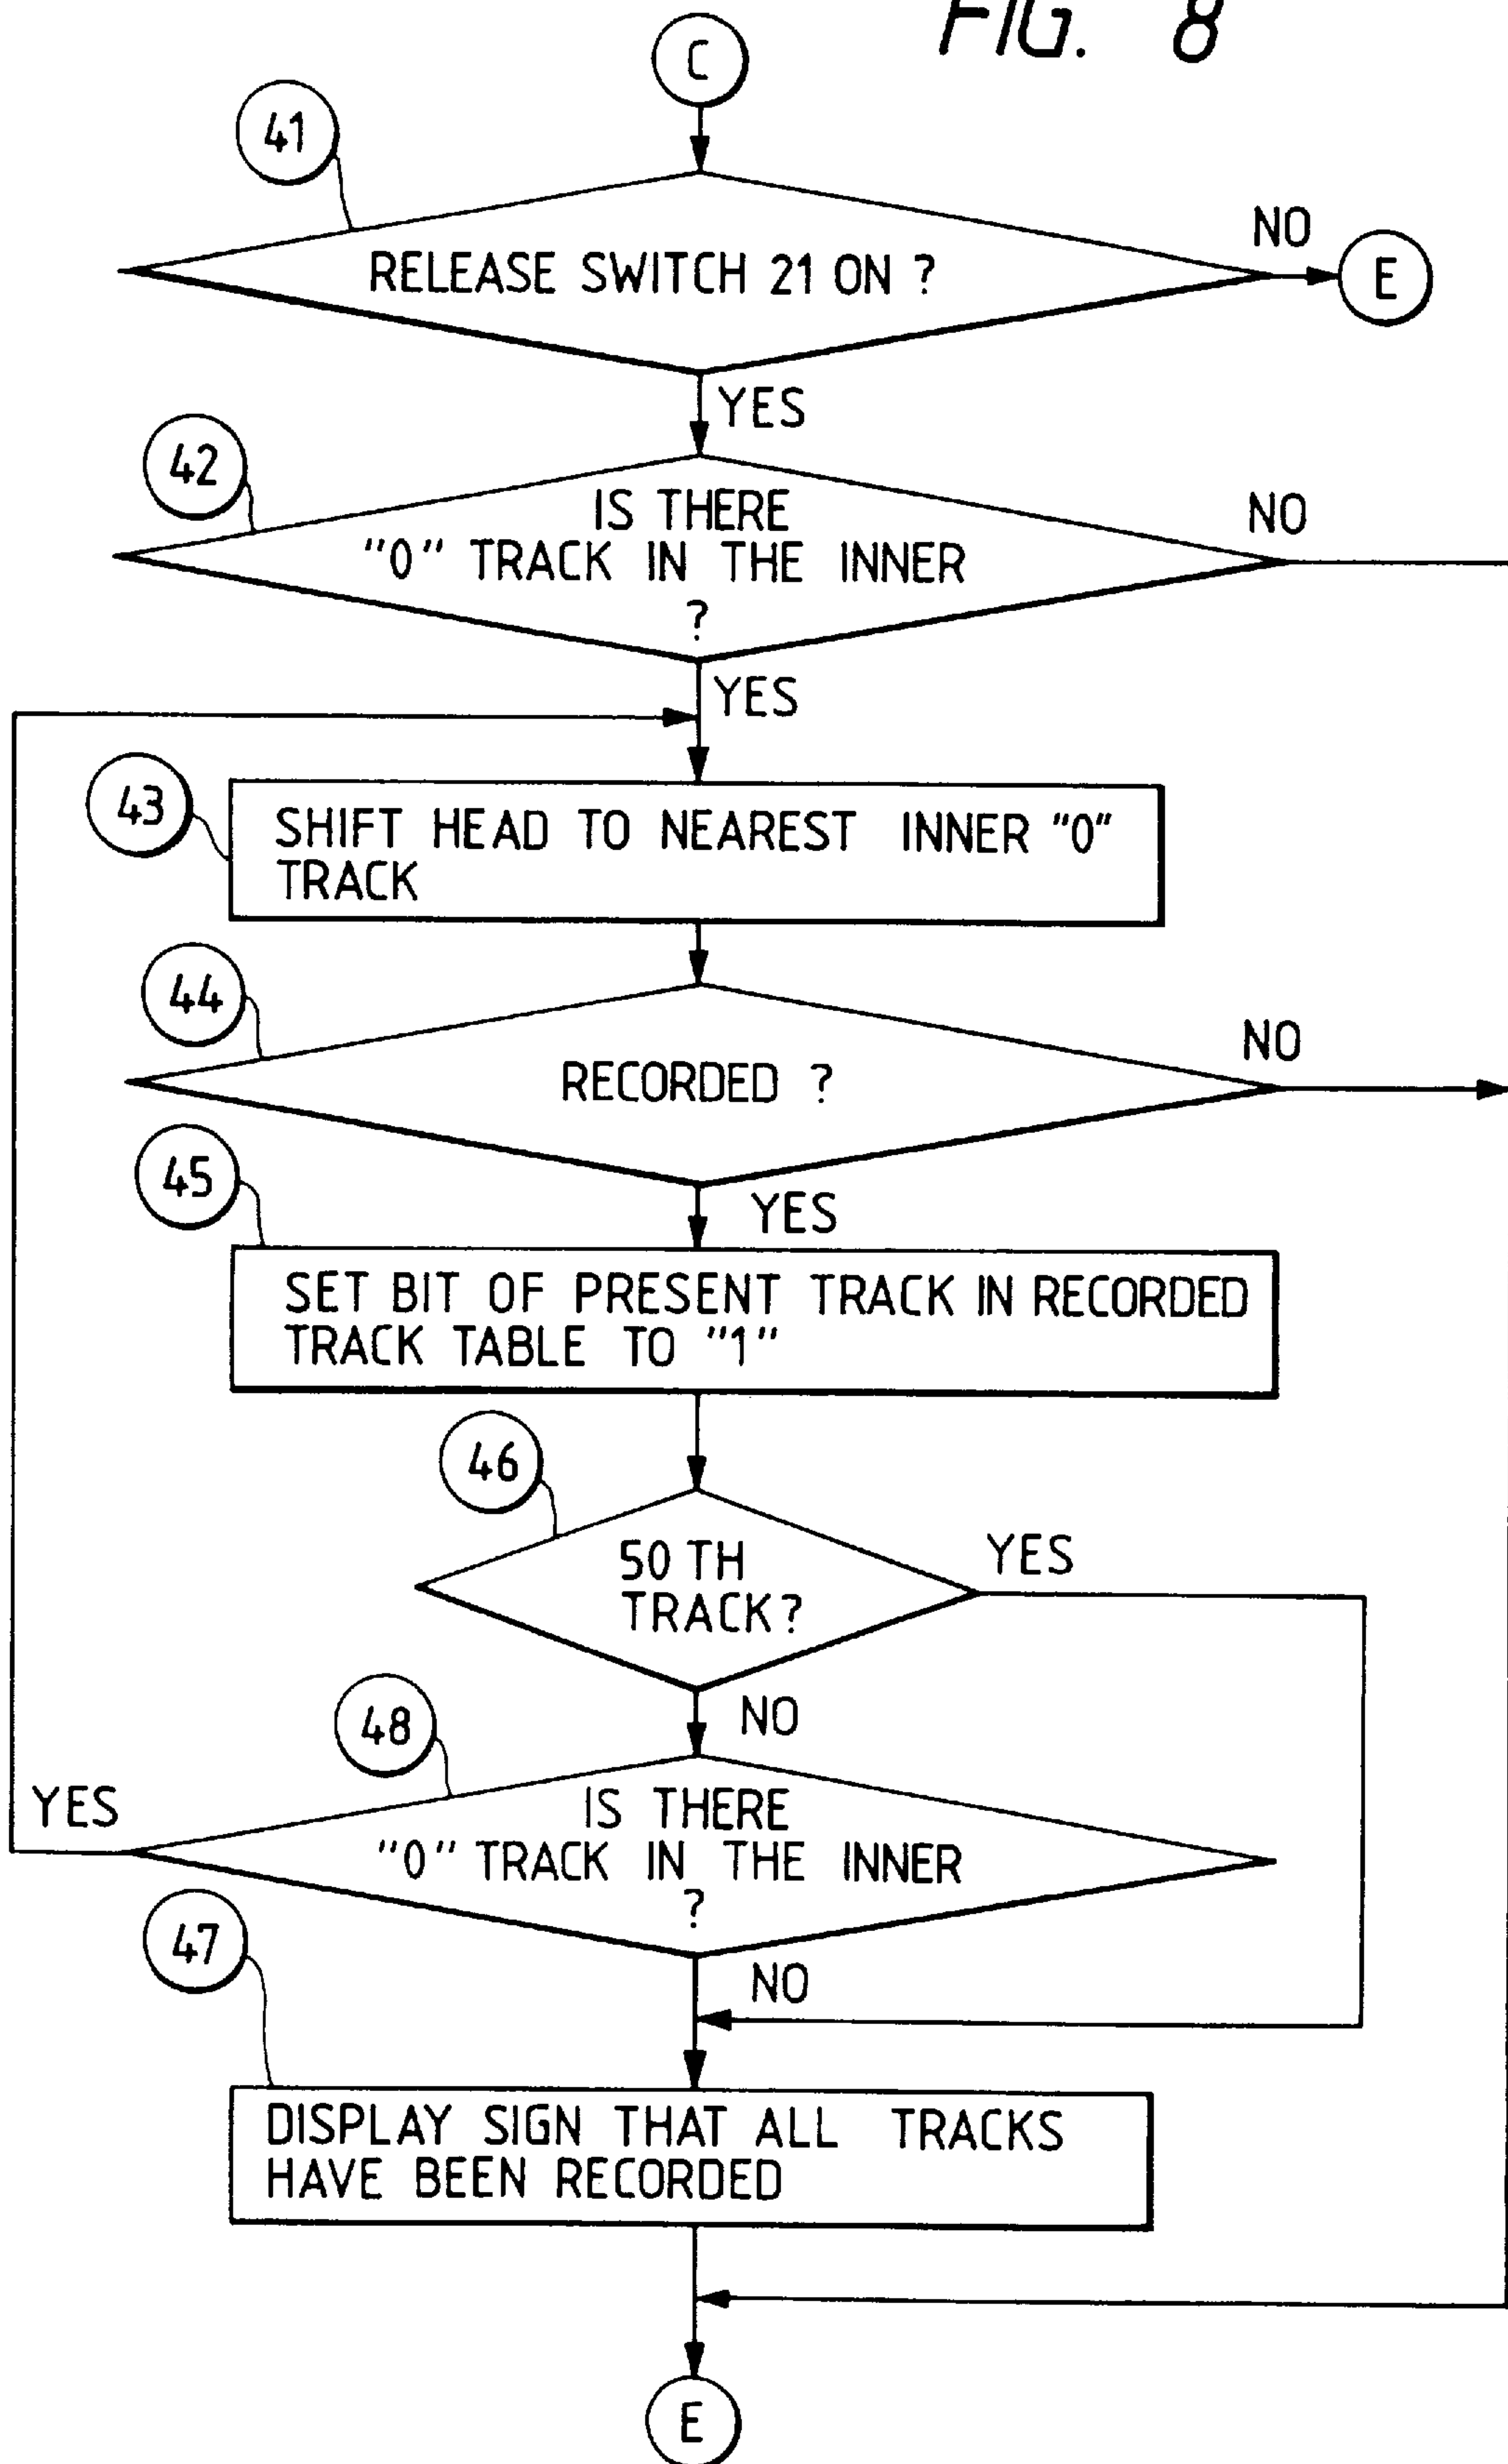 FIG. 8
C
41
RELEASE SWITCH 21 ON ?
NO
E
YES
42
IS THERE
"0" TRACK IN THE INNER
?
NO
YES
43
SHIFT HEAD TO NEAREST INNER "0"
TRACK
44
RECORDED ?
NO
45
YES
SET BIT OF PRESENT TRACK IN RECORDED
TRACK TABLE TO "1"
46
50 TH
TRACK?
YES
NO
48
YES
IS THERE
"0" TRACK IN THE INNER
?
47
NO
DISPLAY SIGN THAT ALL TRACKS
HAVE BEEN RECORDED
E